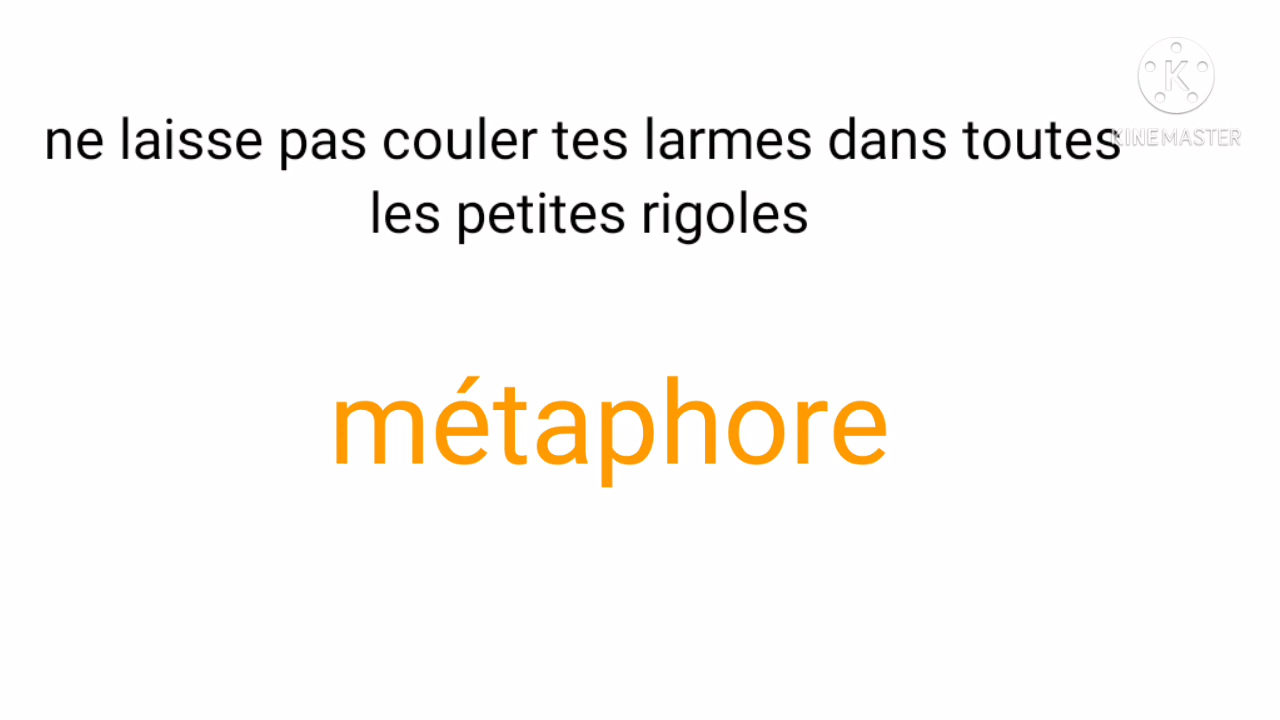 ne laisse pas couler tes larmes dans toutes
les petites rigoles
métaphore
K
KINEMASTER